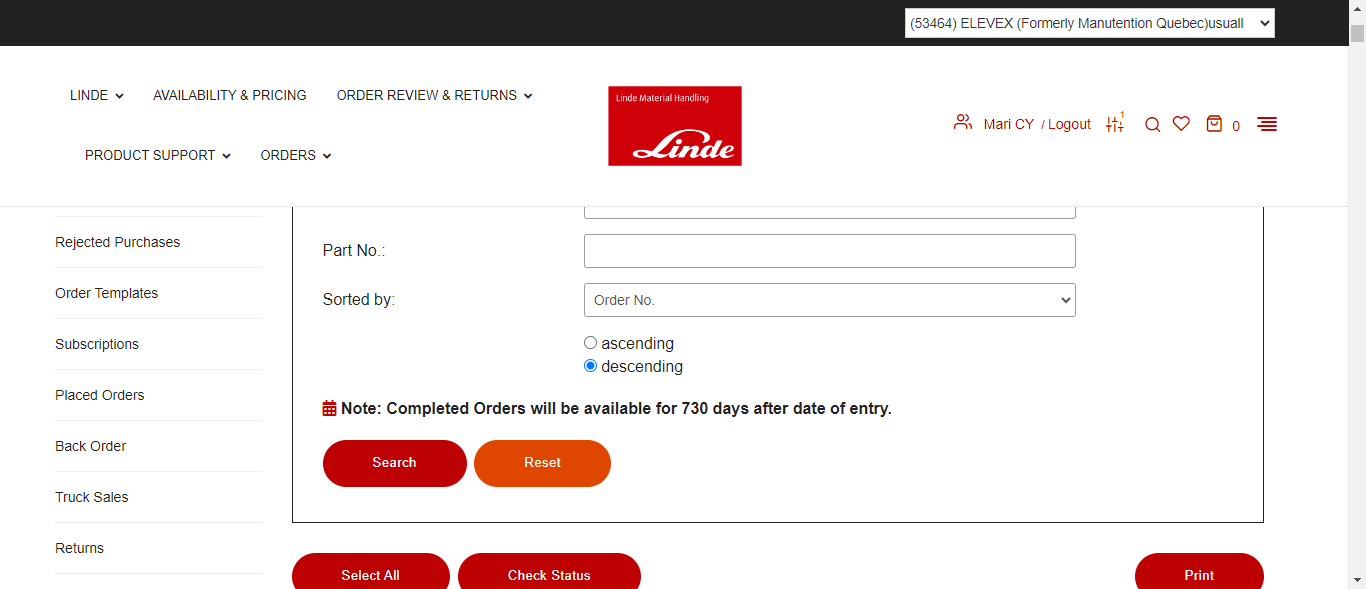 (53464) ELEVEX (Formerly Manutention Quebec)usuall
LINDE
AVAILABILITY & PRICING
ORDER REVIEW & RETURNS
PRODUCT SUPPORT
ORDERS
Linde Material Handling
Linde
Mari CY / Logout
1
0
Rejected Purchases
Order Templates
Subscriptions
Placed Orders
Back Order
Truck Sales
Returns
Part No.:
Sorted by:
Order No.
ascending
descending
Note: Completed Orders will be available for 730 days after date of entry.
Search
Reset
Select All
Check Status
Print